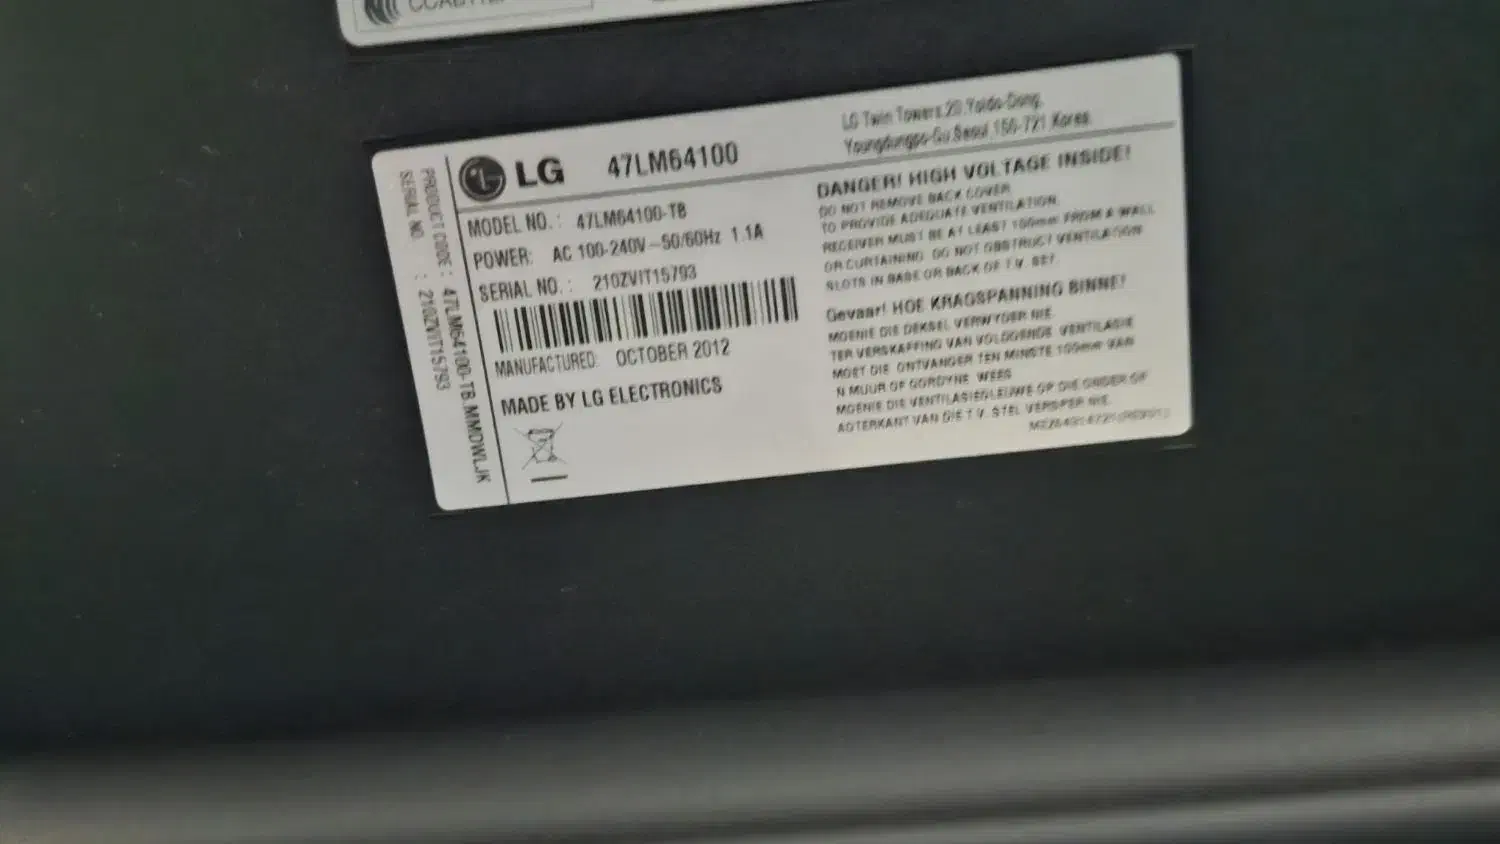 LG 47LM64100
LG Twin Towers 20, Yoido-Dong,
Youngdungpo-Gu Seoul 150-721 Korea
MODEL NO. : 47LM64100-TB
POWER: AC 100-240V~50/60Hz 1.1A
SERIAL NO. : 210ZVIT15793
MANUFACTURED: OCTOBER 2012
MADE BY LG ELECTRONICS
DANGER! HIGH VOLTAGE INSIDE!
DO NOT REMOVE BACK COVER
TO PROVIDE ADEQUATE VENTILATION,
RECEIVER MUST BE AT LEAST 100mm FROM A WALL
OR CURTAINING. DO NOT OBSTRUCT VENTILATION
SLOTS IN BASE OR BACK OF T.V. SET.
Gevaar! HOE KRAGSPANNING BINNE!
MOENIE DIE DEKSEL VERWYDER NIE.
TER VERSKAFFING VAN VOLDOENDE VENTILASIE
MOET DIE ONTVANGER TEN MINSTE 100mm VAN
N MUUR OF GORDYNE WEES
MOENIE DIE VENTILASIEGLEUWE OP DIE ONDER OF
AGTERKANT VAN DIE T.V. STEL VERSPER NIE.
PRODUCT CODE : 47LM64100-TB.MMDWLJK
SERIAL NO. : 210ZVIT15793